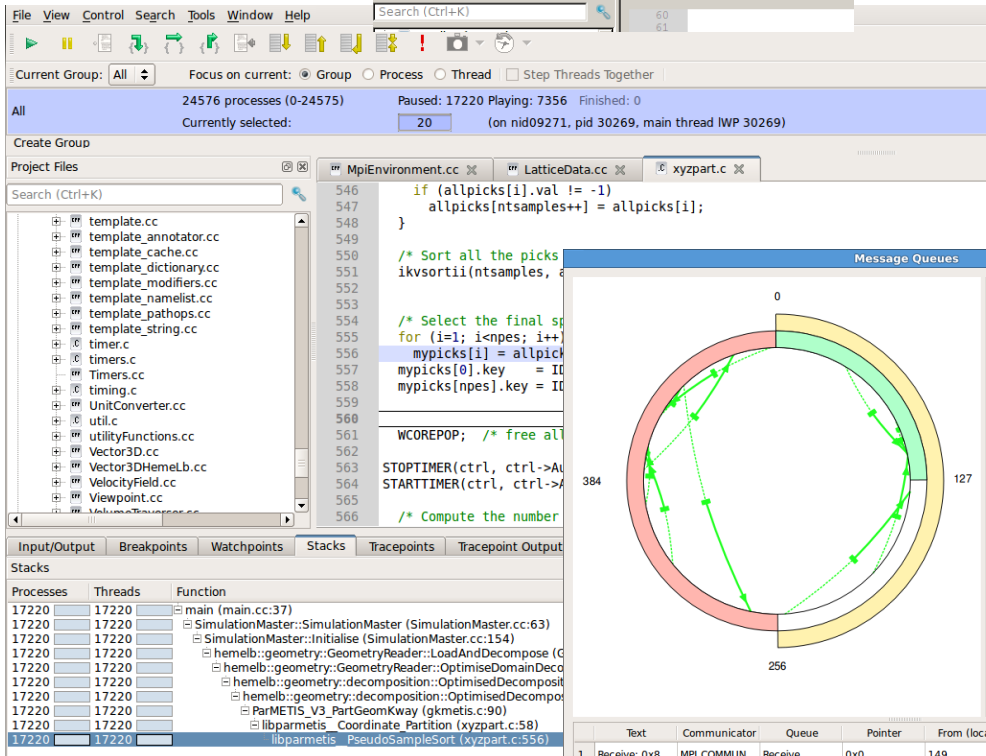 File View Control Search Tools Window Help
Search (Ctrl+K)
60
61
Current Group: All Focus on current: Group Process Thread Step Threads Together
All
24576 processes (0-24575) Paused: 17220 Playing: 7356 Finished: 0
Currently selected: 20 (on nid09271, pid 30269, main thread lWP 30269)
Create Group
Project Files
Search (Ctrl+K)
template.cc
template_annotator.cc
template_cache.cc
template_dictionary.cc
template_modifiers.cc
template_namelist.cc
template_pathops.cc
template_string.cc
timer.c
timers.c
Timers.cc
timing.c
UnitConverter.cc
util.c
utilityFunctions.cc
Vector3D.cc
Vector3DHemeLb.cc
VelocityField.cc
Viewpoint.cc
VolumeTraverser.cc
MpiEnvironment.cc LatticeData.cc xyzpart.c
546 if (allpicks[i].val != -1)
547 allpicks[ntsamples++] = allpicks[i];
548 }
549
550 /* Sort all the picks
551 ikvsortii(ntsamples, a
552
553
554 /* Select the final sp
555 for (i=1; i<npes; i++)
556 mypicks[i] = allpick
557 mypicks[0].key = ID
558 mypicks[npes].key = ID
559
560
561 WCOREPOP; /* free all
562
563 STOPTIMER(ctrl, ctrl->Au
564 STARTTIMER(ctrl, ctrl->A
565
566 /* Compute the number
Message Queues
0
127
256
384
Input/Output Breakpoints Watchpoints Stacks Tracepoints Tracepoint Output
Stacks
Processes Threads Function
17220 17220 main (main.cc:37)
17220 17220 SimulationMaster::SimulationMaster (SimulationMaster.cc:63)
17220 17220 SimulationMaster::Initialise (SimulationMaster.cc:154)
17220 17220 hemelb::geometry::GeometryReader::LoadAndDecompose (G
17220 17220 hemelb::geometry::GeometryReader::OptimiseDomainDeco
17220 17220 hemelb::geometry::decomposition::OptimisedDecomposit
17220 17220 hemelb::geometry::decomposition::OptimisedDecompos
17220 17220 ParMETIS_V3_PartGeomKway (gkmetis.c:90)
17220 17220 libparmetis__Coordinate_Partition (xyzpart.c:58)
17220 17220 libparmetis__PseudoSampleSort (xyzpart.c:556)
Text Communicator Queue Pointer From (loca
1 Receive: 0x8 MPI_COMMUN Receive 0x0 149